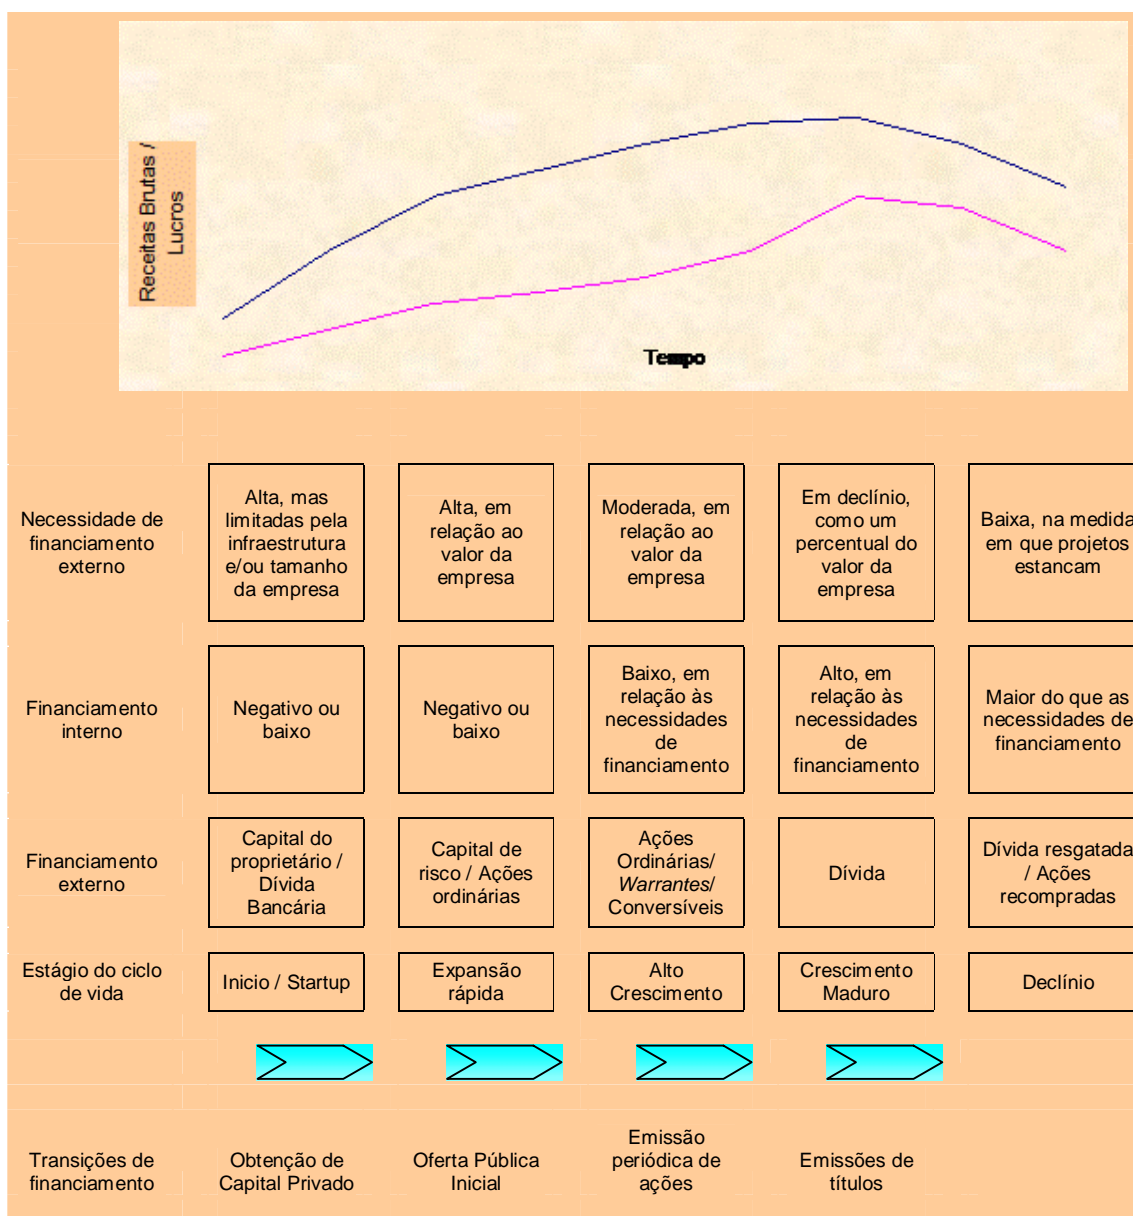 Receitas Brutas /
Lucros
Tempo
Necessidade de
financiamento
externo
Alta, mas
limitadas pela
infraestrutura
e/ou tamanho
da empresa
Alta, em
relação ao
valor da
empresa
Moderada, em
relação ao
valor da
empresa
Em declínio,
como um
percentual do
valor da
empresa
Baixa, na medida
em que projetos
estancam
Financiamento
interno
Negativo ou
baixo
Negativo ou
baixo
Baixo, em
relação às
necessidades
de
financiamento
Alto, em
relação às
necessidades
de
financiamento
Maior do que as
necessidades de
financiamento
Financiamento
externo
Capital do
proprietário /
Dívida
Bancária
Capital de
risco / Ações
ordinárias
Ações
Ordinárias/
Warrantes/
Conversíveis
Dívida
Dívida resgatada
/ Ações
recompradas
Estágio do ciclo
de vida
Inicio / Startup
Expansão
rápida
Alto
Crescimento
Crescimento
Maduro
Declínio
Transições de
financiamento
Obtenção de
Capital Privado
Oferta Pública
Inicial
Emissão
periódica de
ações
Emissões de
títulos